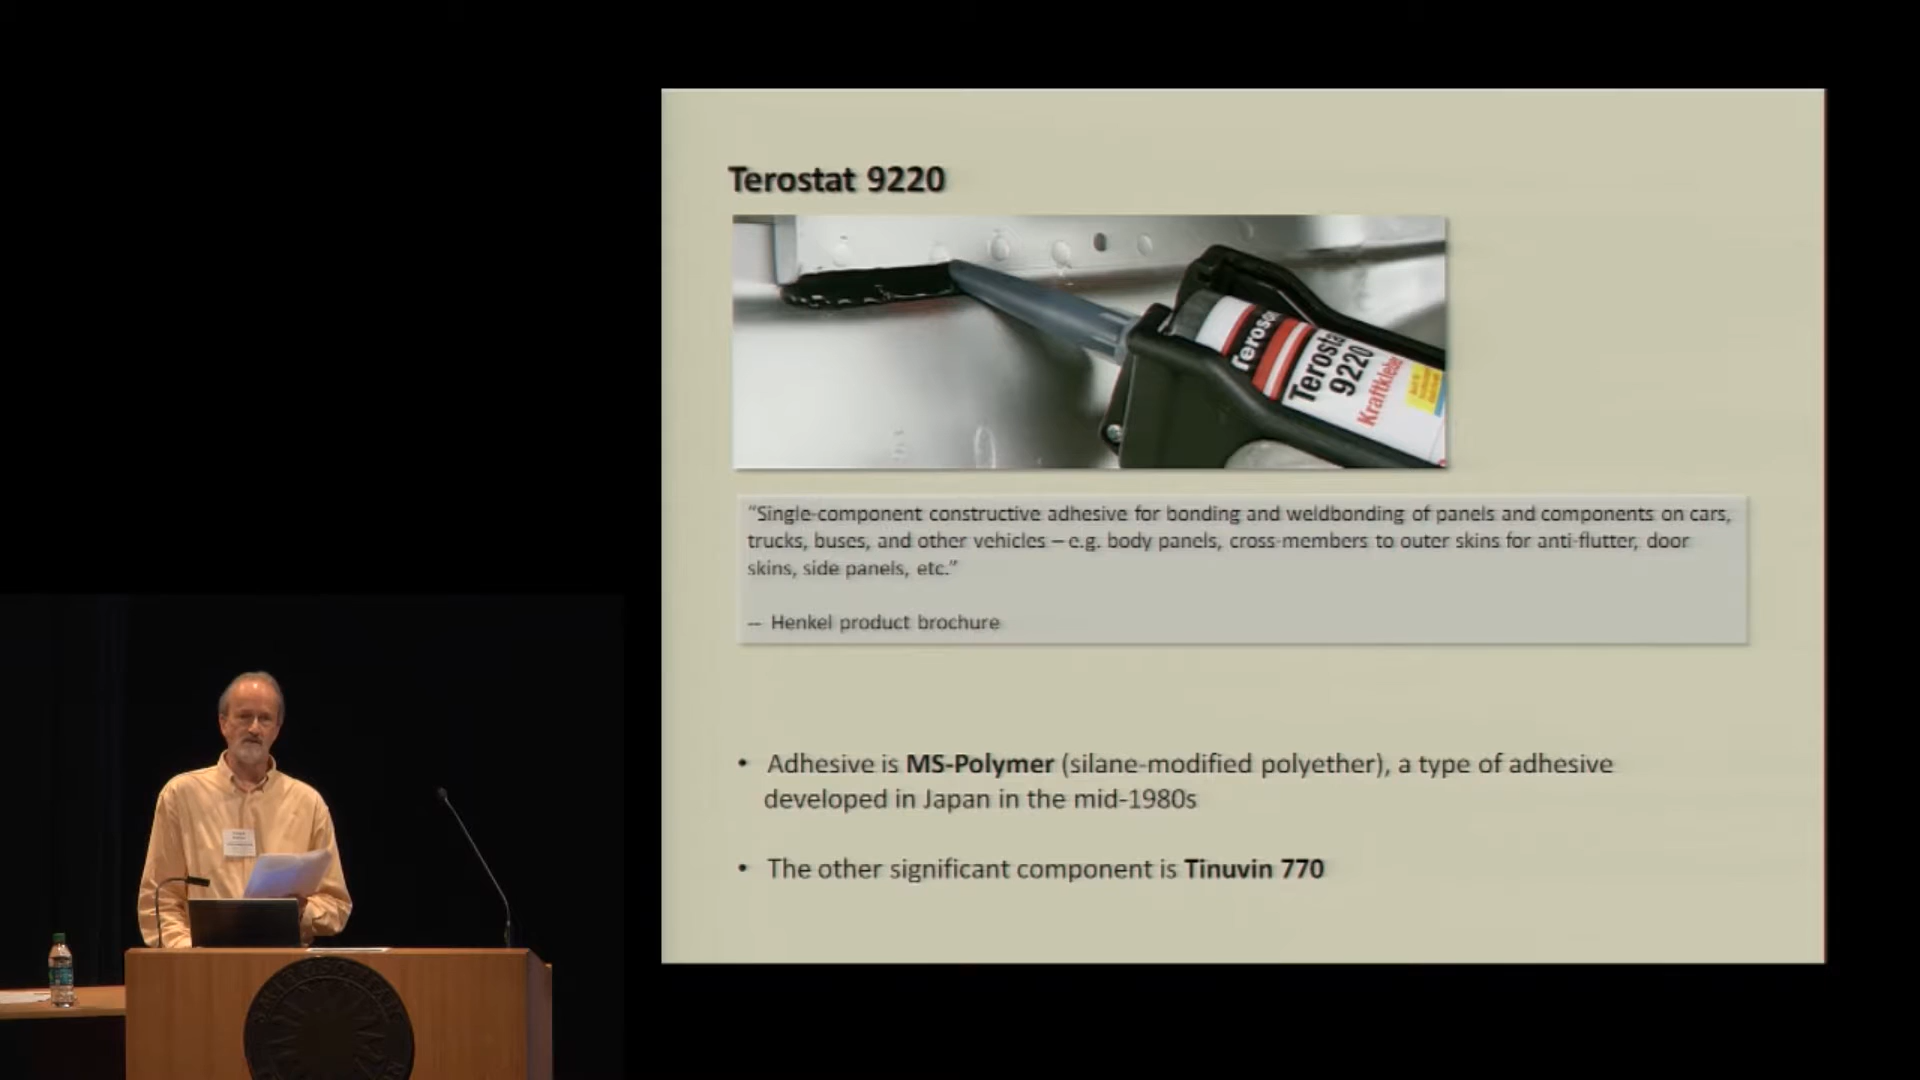 Terostat 9220
Teroson
Terosta
9220
Kraftklebe
“Single-component constructive adhesive for bonding and weldbonding of panels and components on cars,
trucks, buses, and other vehicles – e.g. body panels, cross-members to outer skins for anti-flutter, door
skins, side panels, etc.”
– Henkel product brochure
• Adhesive is MS-Polymer (silane-modified polyether), a type of adhesive
developed in Japan in the mid-1980s
• The other significant component is Tinuvin 770